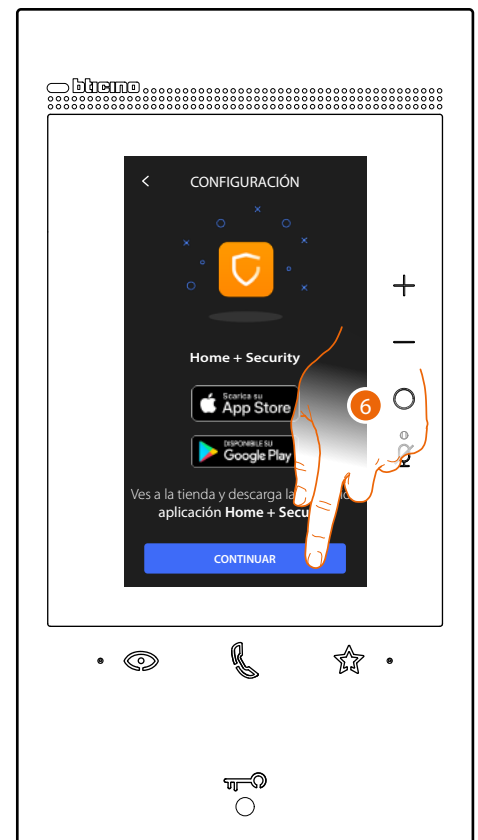 bticino
CONFIGURACIÓN
Home + Security
Scarica su
App Store
DISPONIBILE SU
Google Play
Ves a la tienda y descarga la
aplicación Home + Secu
CONTINUAR
6